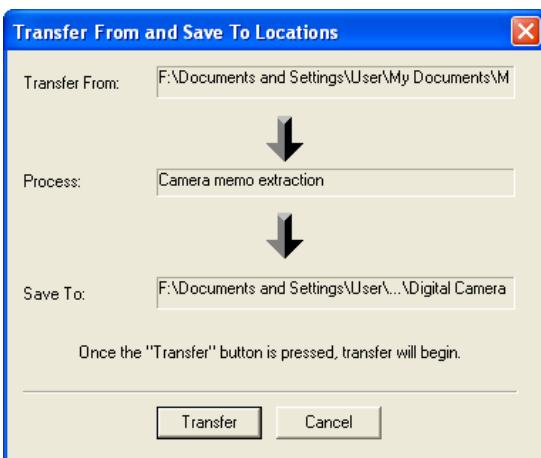 Transfer From and Save To Locations
Transfer From: F:\Documents and Settings\User\My Documents\M
Process: Camera memo extraction
Save To: F:\Documents and Settings\User\...\Digital Camera
Once the "Transfer" button is pressed, transfer will begin.
Transfer Cancel